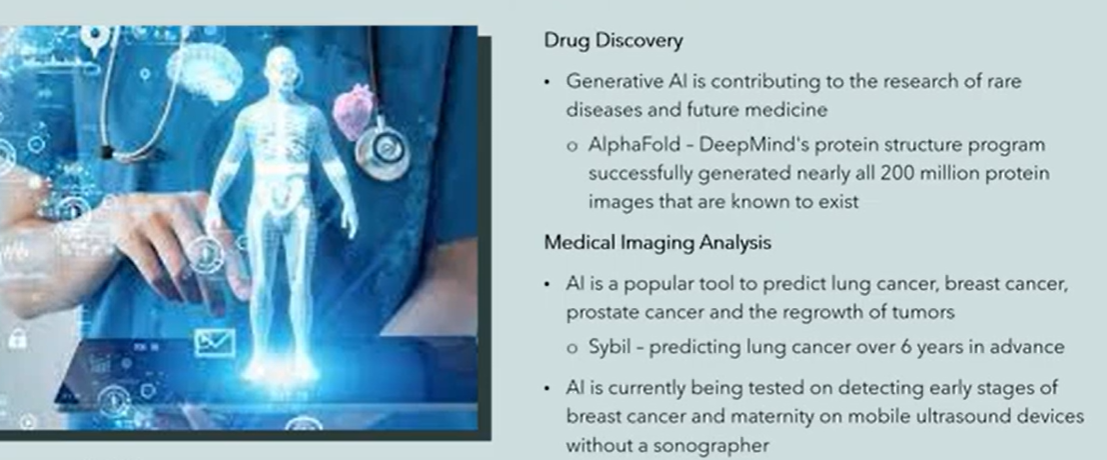 Drug Discovery
• Generative AI is contributing to the research of rare
diseases and future medicine
o AlphaFold – DeepMind's protein structure program
successfully generated nearly all 200 million protein
images that are known to exist
Medical Imaging Analysis
• AI is a popular tool to predict lung cancer, breast cancer,
prostate cancer and the regrowth of tumors
o Sybil – predicting lung cancer over 6 years in advance
• AI is currently being tested on detecting early stages of
breast cancer and maternity on mobile ultrasound devices
without a sonographer